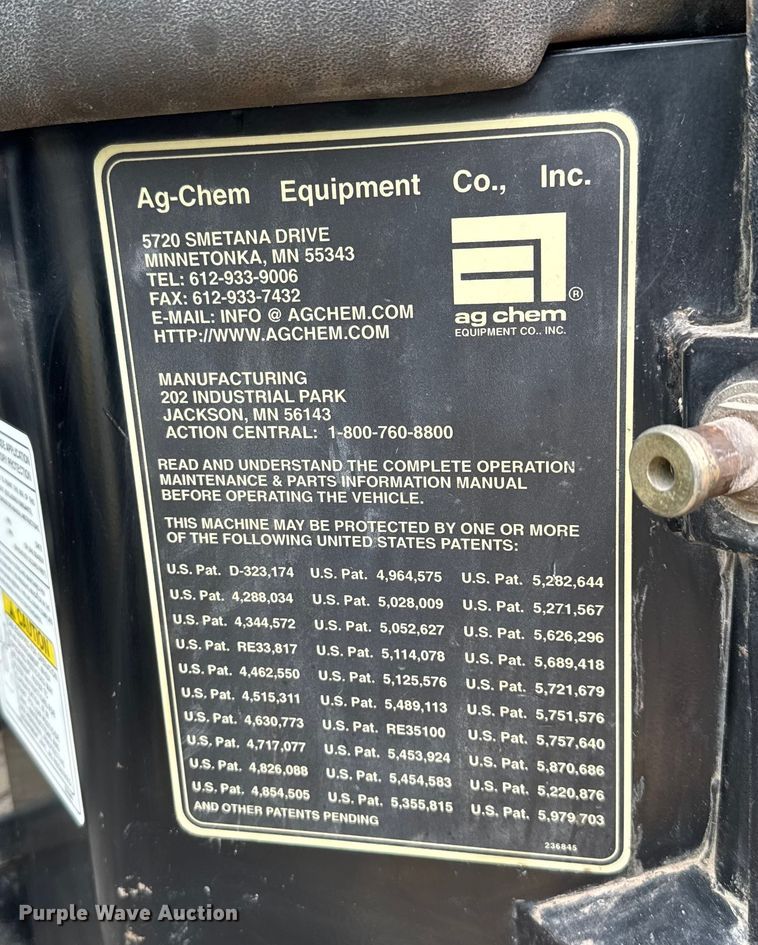 Ag-Chem Equipment Co., Inc.
5720 SMETANA DRIVE
MINNETONKA, MN 55343
TEL: 612-933-9006
FAX: 612-933-7432
E-MAIL: INFO @ AGCHEM.COM
HTTP://WWW.AGCHEM.COM
®
ag chem
EQUIPMENT CO., INC.
MANUFACTURING
202 INDUSTRIAL PARK
JACKSON, MN 56143
ACTION CENTRAL: 1-800-760-8800
READ AND UNDERSTAND THE COMPLETE OPERATION
MAINTENANCE & PARTS INFORMATION MANUAL
BEFORE OPERATING THE VEHICLE.
THIS MACHINE MAY BE PROTECTED BY ONE OR MORE
OF THE FOLLOWING UNITED STATES PATENTS:
U.S. Pat. D-323,174 U.S. Pat. 4,964,575 U.S. Pat. 5,282,644
U.S. Pat. 4,288,034 U.S. Pat. 5,028,009 U.S. Pat. 5,271,567
U.S. Pat. 4,344,572 U.S. Pat. 5,052,627 U.S. Pat. 5,626,296
U.S. Pat. RE33,817 U.S. Pat. 5,114,078 U.S. Pat. 5,689,418
U.S. Pat. 4,462,550 U.S. Pat. 5,125,576 U.S. Pat. 5,721,679
U.S. Pat. 4,515,311 U.S. Pat. 5,489,113 U.S. Pat. 5,751,576
U.S. Pat. 4,630,773 U.S. Pat. RE35100 U.S. Pat. 5,757,640
U.S. Pat. 4,717,077 U.S. Pat. 5,453,924 U.S. Pat. 5,870,686
U.S. Pat. 4,826,088 U.S. Pat. 5,454,583 U.S. Pat. 5,220,876
U.S. Pat. 4,854,505 U.S. Pat. 5,355,815 U.S. Pat. 5,979,703
AND OTHER PATENTS PENDING
236845
CAUTION
Purple Wave Auction